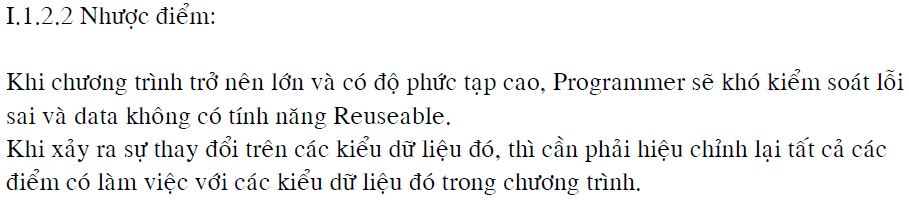 I.1.2.2 Nhược điểm:
Khi chương trình trở nên lớn và có độ phức tạp cao, Programmer sẽ khó kiểm soát lỗi
sai và data không có tính năng Reuseable.
Khi xảy ra sự thay đổi trên các kiểu dữ liệu đó, thì cần phải hiệu chỉnh lại tất cả các
điểm có làm việc với các kiểu dữ liệu đó trong chương trình.